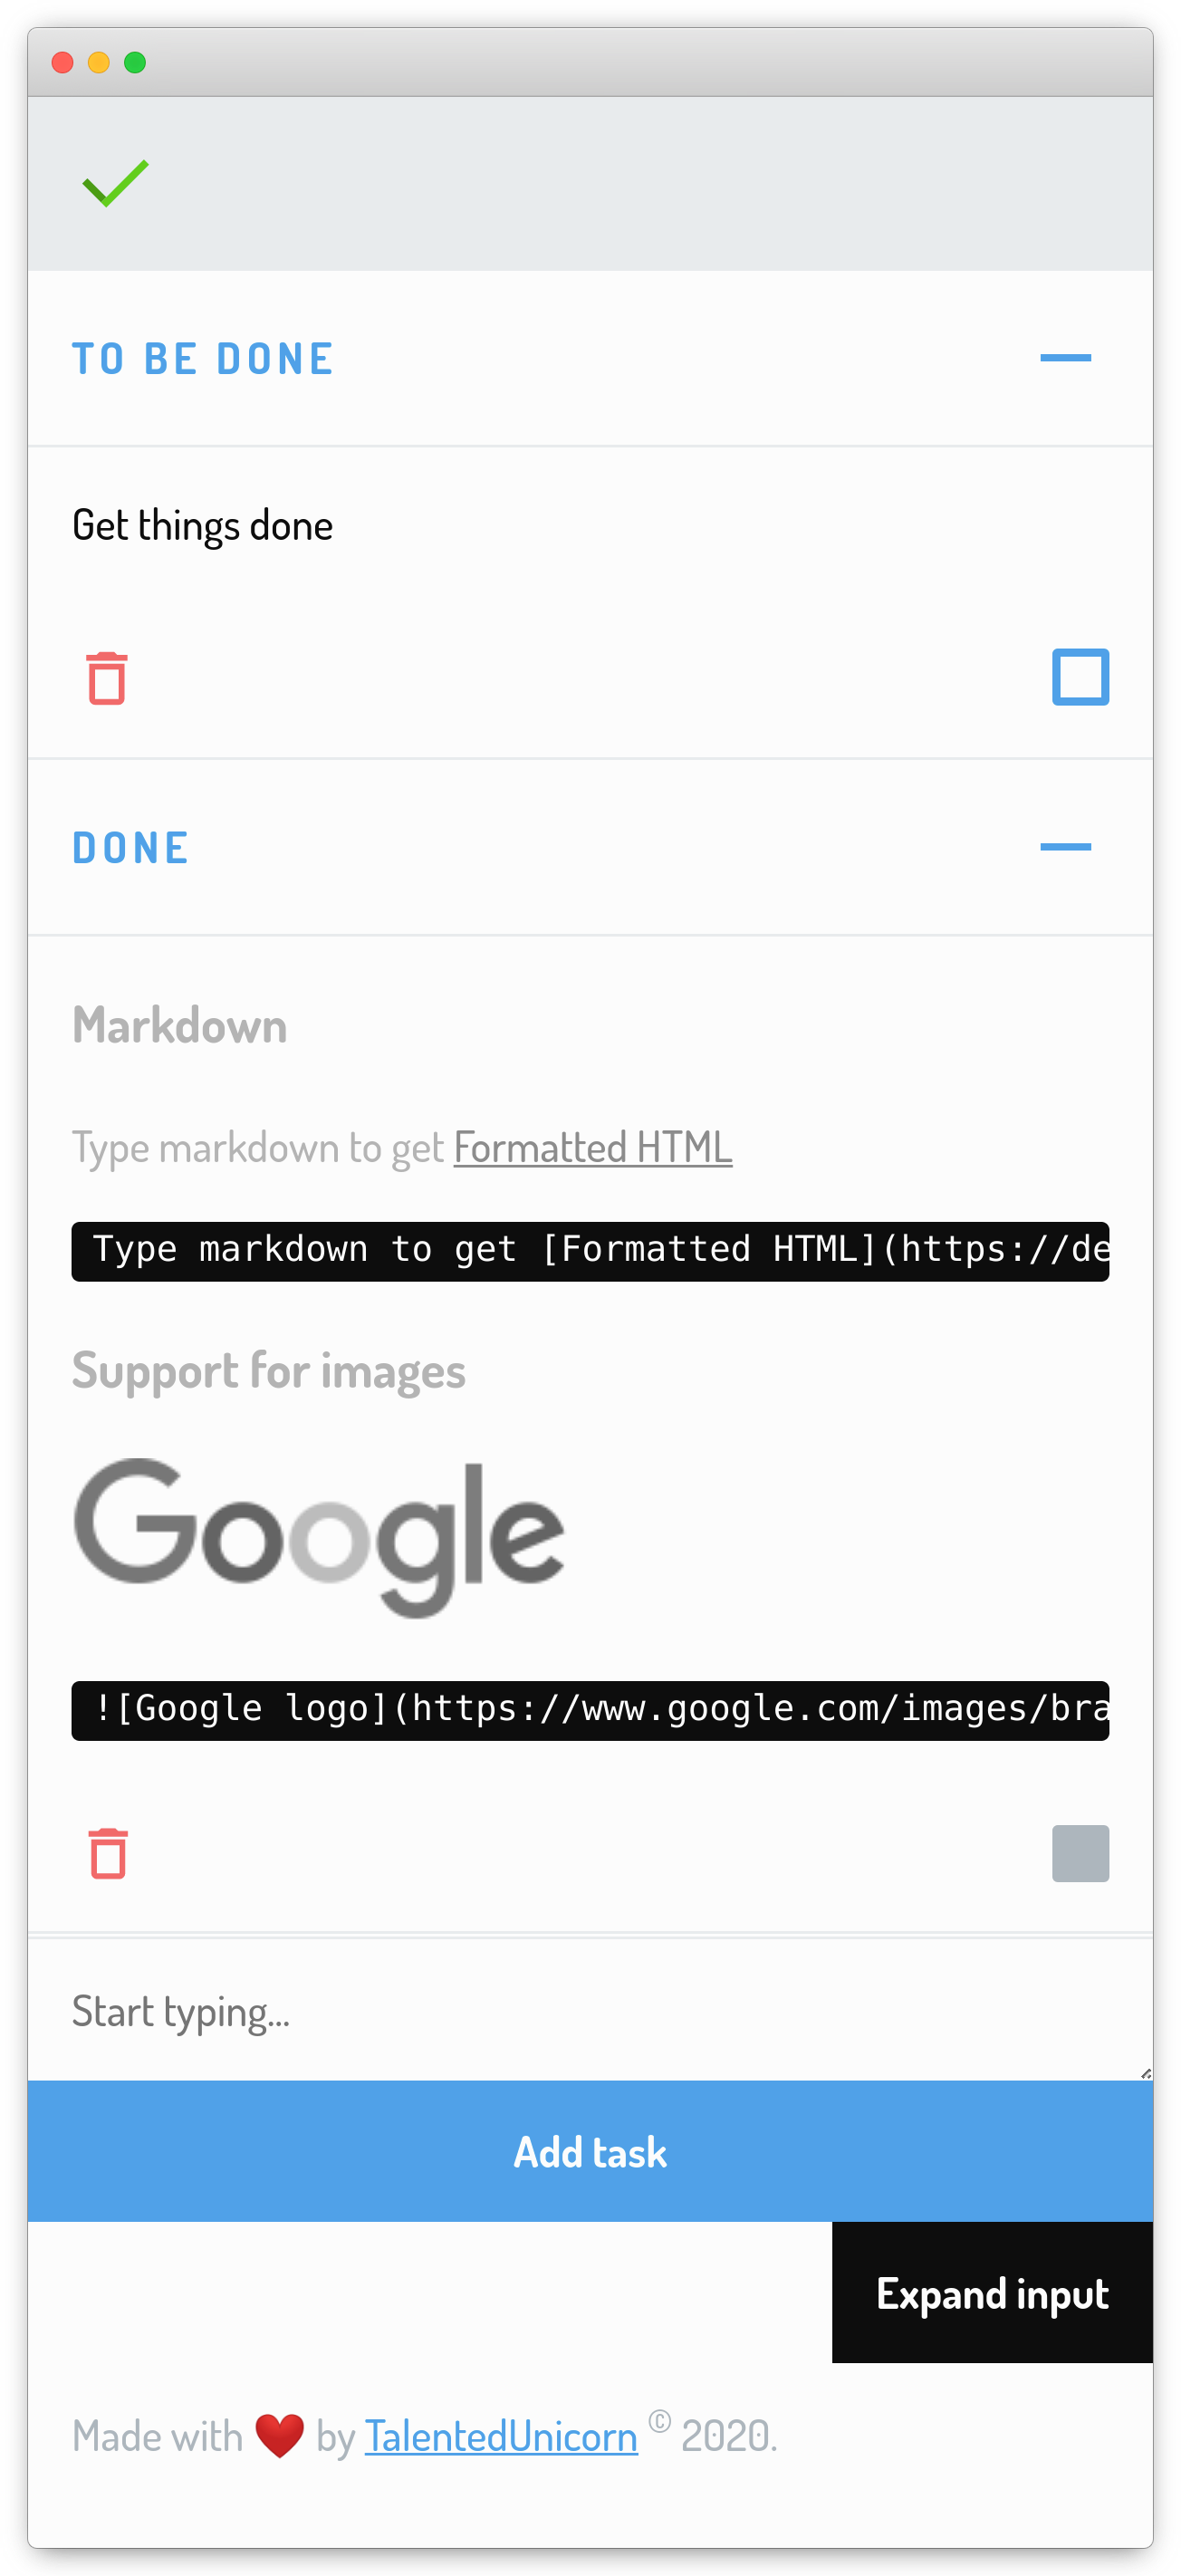 TO BE DONE
Get things done
DONE
Markdown
Type markdown to get Formatted HTML
Type markdown to get [Formatted HTML](https://de
Support for images
Google
![Google logo](https://www.google.com/images/bra
Start typing...
Add task
Expand input
Made with ❤️ by TalentedUnicorn © 2020.